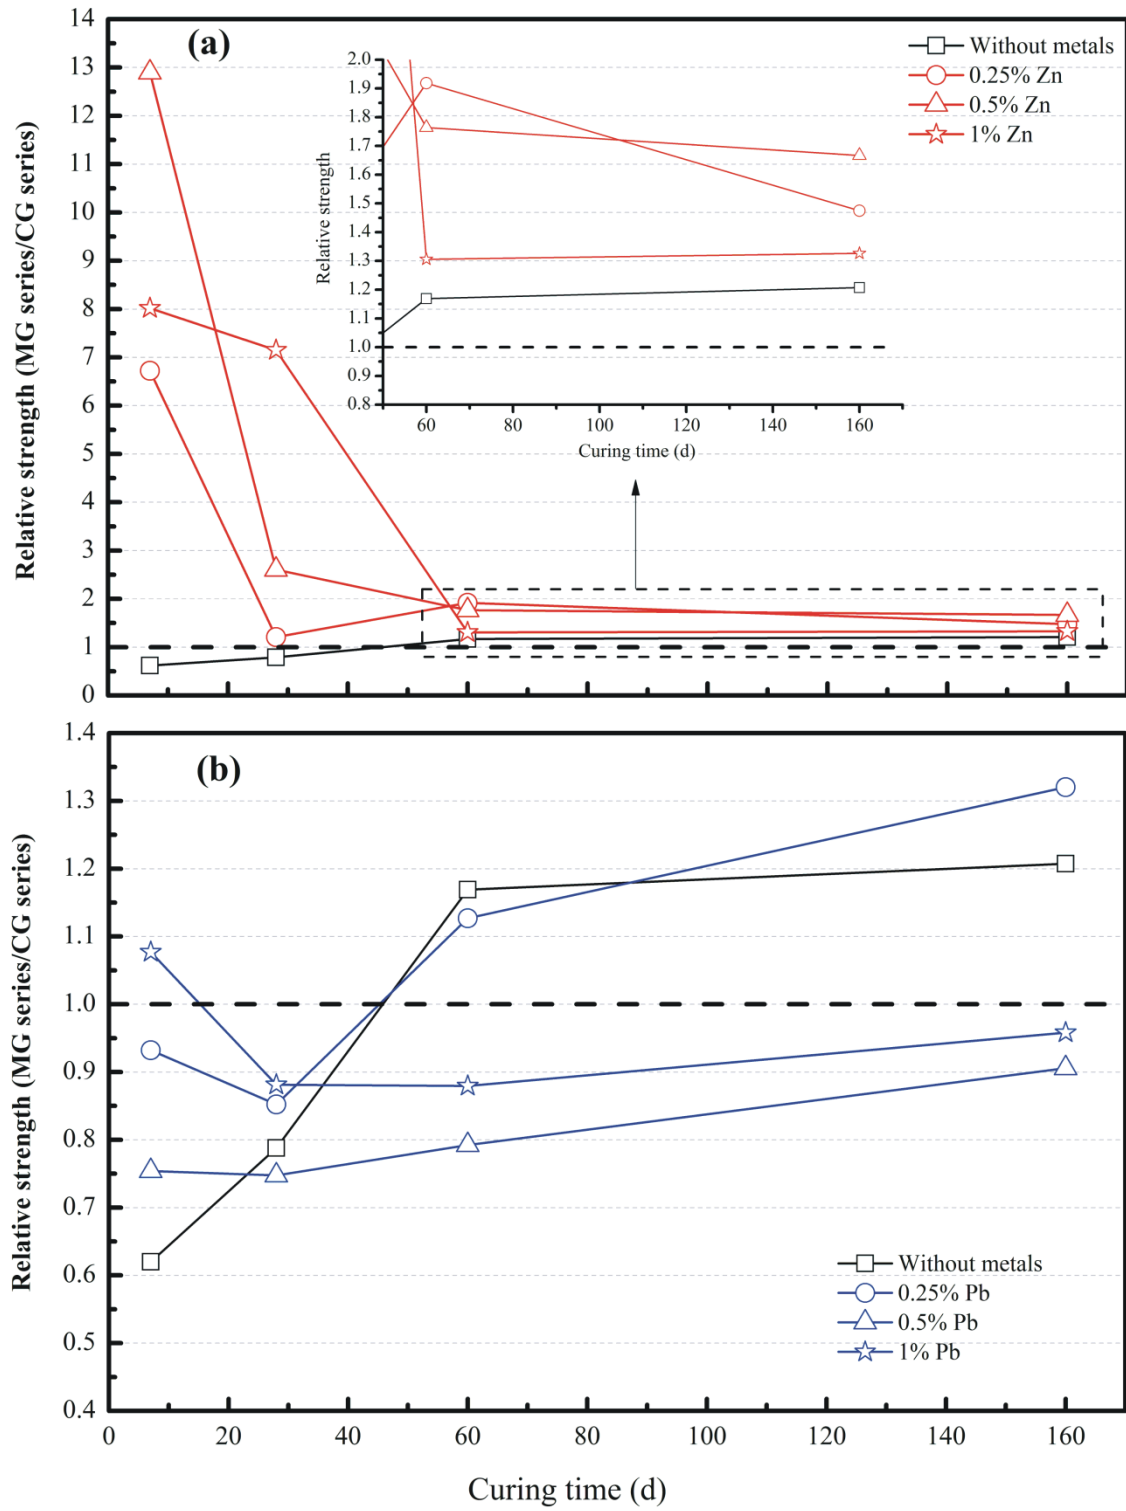 (a)
Without metals
0.25% Zn
0.5% Zn
1% Zn
Relative strength (MG series/CG series)
14
13
12
11
10
9
8
7
6
5
4
3
2
1
0
Relative strength
2.0
1.9
1.8
1.7
1.6
1.5
1.4
1.3
1.2
1.1
1.0
0.9
0.8
60 80 100 120 140 160
Curing time (d)
(b)
Relative strength (MG series/CG series)
1.4
1.3
1.2
1.1
1.0
0.9
0.8
0.7
0.6
0.5
0.4
Without metals
0.25% Pb
0.5% Pb
1% Pb
0 20 40 60 80 100 120 140 160
Curing time (d)